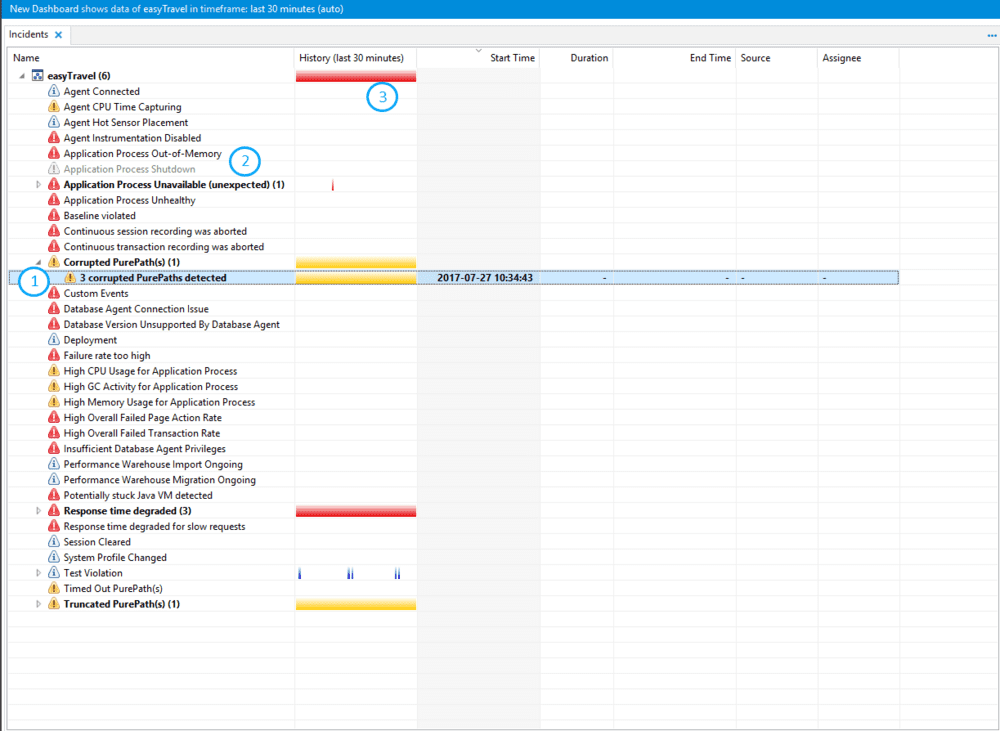 New Dashboard shows data of easyTravel in timeframe: last 30 minutes (auto)
Incidents
Name History (last 30 minutes) Start Time Duration End Time Source Assignee
easyTravel (6)
3
Agent Connected
Agent CPU Time Capturing
Agent Hot Sensor Placement
Agent Instrumentation Disabled
Application Process Out-of-Memory
2
Application Process Shutdown
Application Process Unavailable (unexpected) (1)
Application Process Unhealthy
Baseline violated
Continuous session recording was aborted
Continuous transaction recording was aborted
Corrupted PurePath(s) (1)
1 3 corrupted PurePaths detected 2017-07-27 10:34:43 - - - -
Custom Events
Database Agent Connection Issue
Database Version Unsupported By Database Agent
Deployment
Failure rate too high
High CPU Usage for Application Process
High GC Activity for Application Process
High Memory Usage for Application Process
High Overall Failed Page Action Rate
High Overall Failed Transaction Rate
Insufficient Database Agent Privileges
Performance Warehouse Import Ongoing
Performance Warehouse Migration Ongoing
Potentially stuck Java VM detected
Response time degraded (3)
Response time degraded for slow requests
Session Cleared
System Profile Changed
Test Violation
Timed Out PurePath(s)
Truncated PurePath(s) (1)